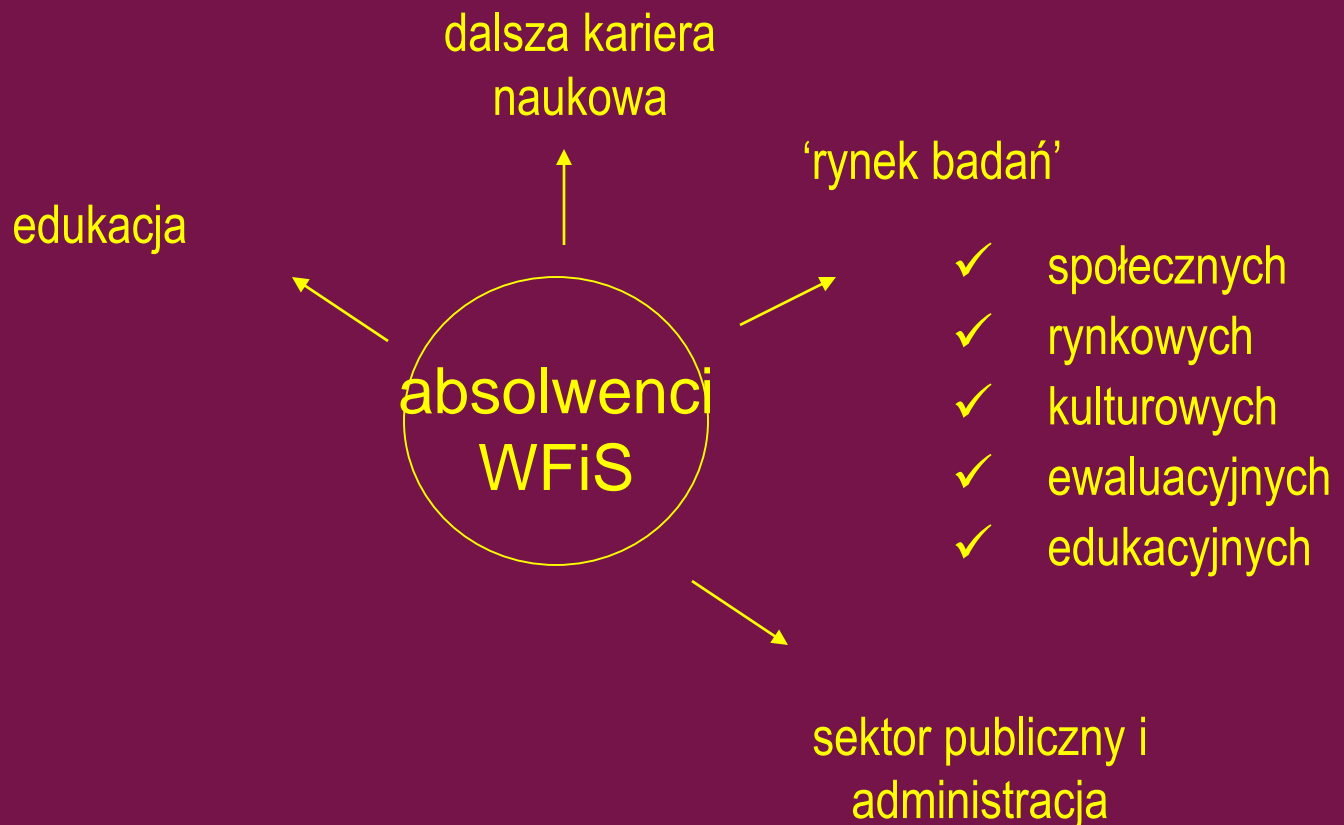 dalsza kariera
naukowa
‘rynek badań’
edukacja
✓ społecznych
✓ rynkowych
✓ kulturowych
✓ ewaluacyjnych
✓ edukacyjnych
absolwenci
WFiS
sektor publiczny i
administracja